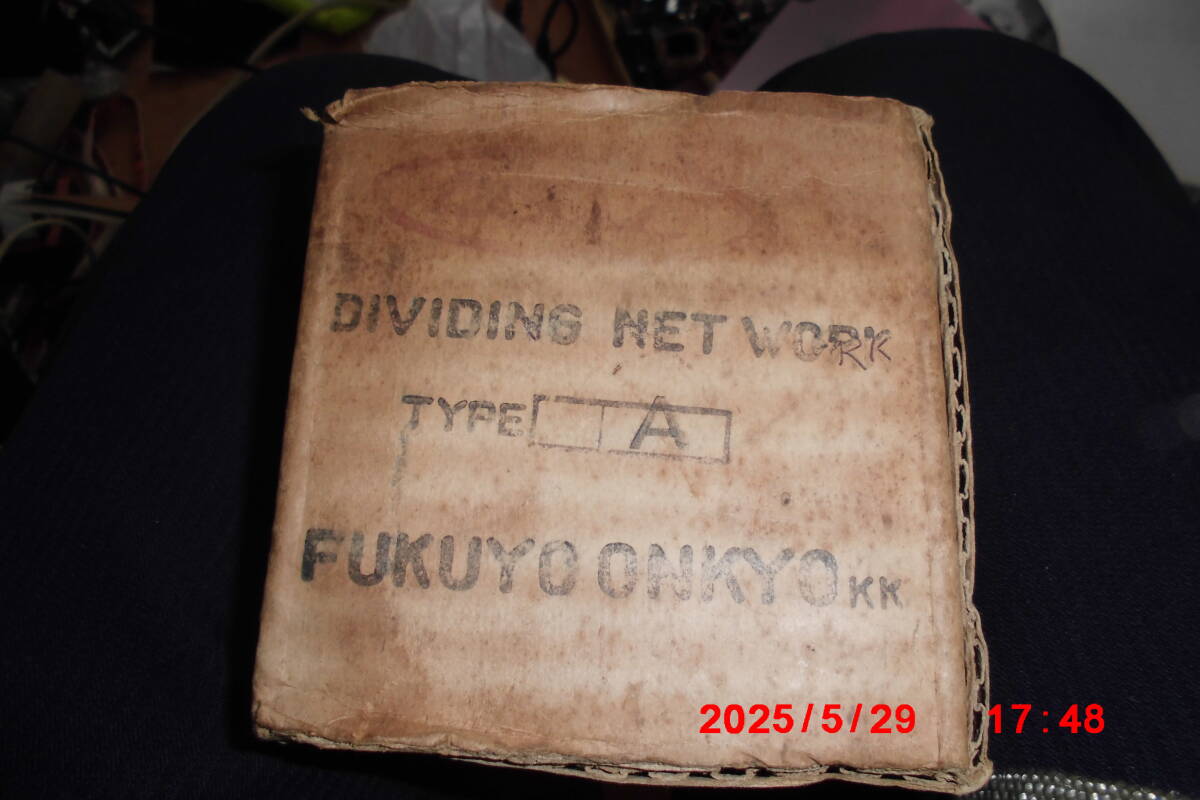 DIVIDING NET WORK
TYPE A
FUKUYO ONKYO KK
2025/5/29 17:48